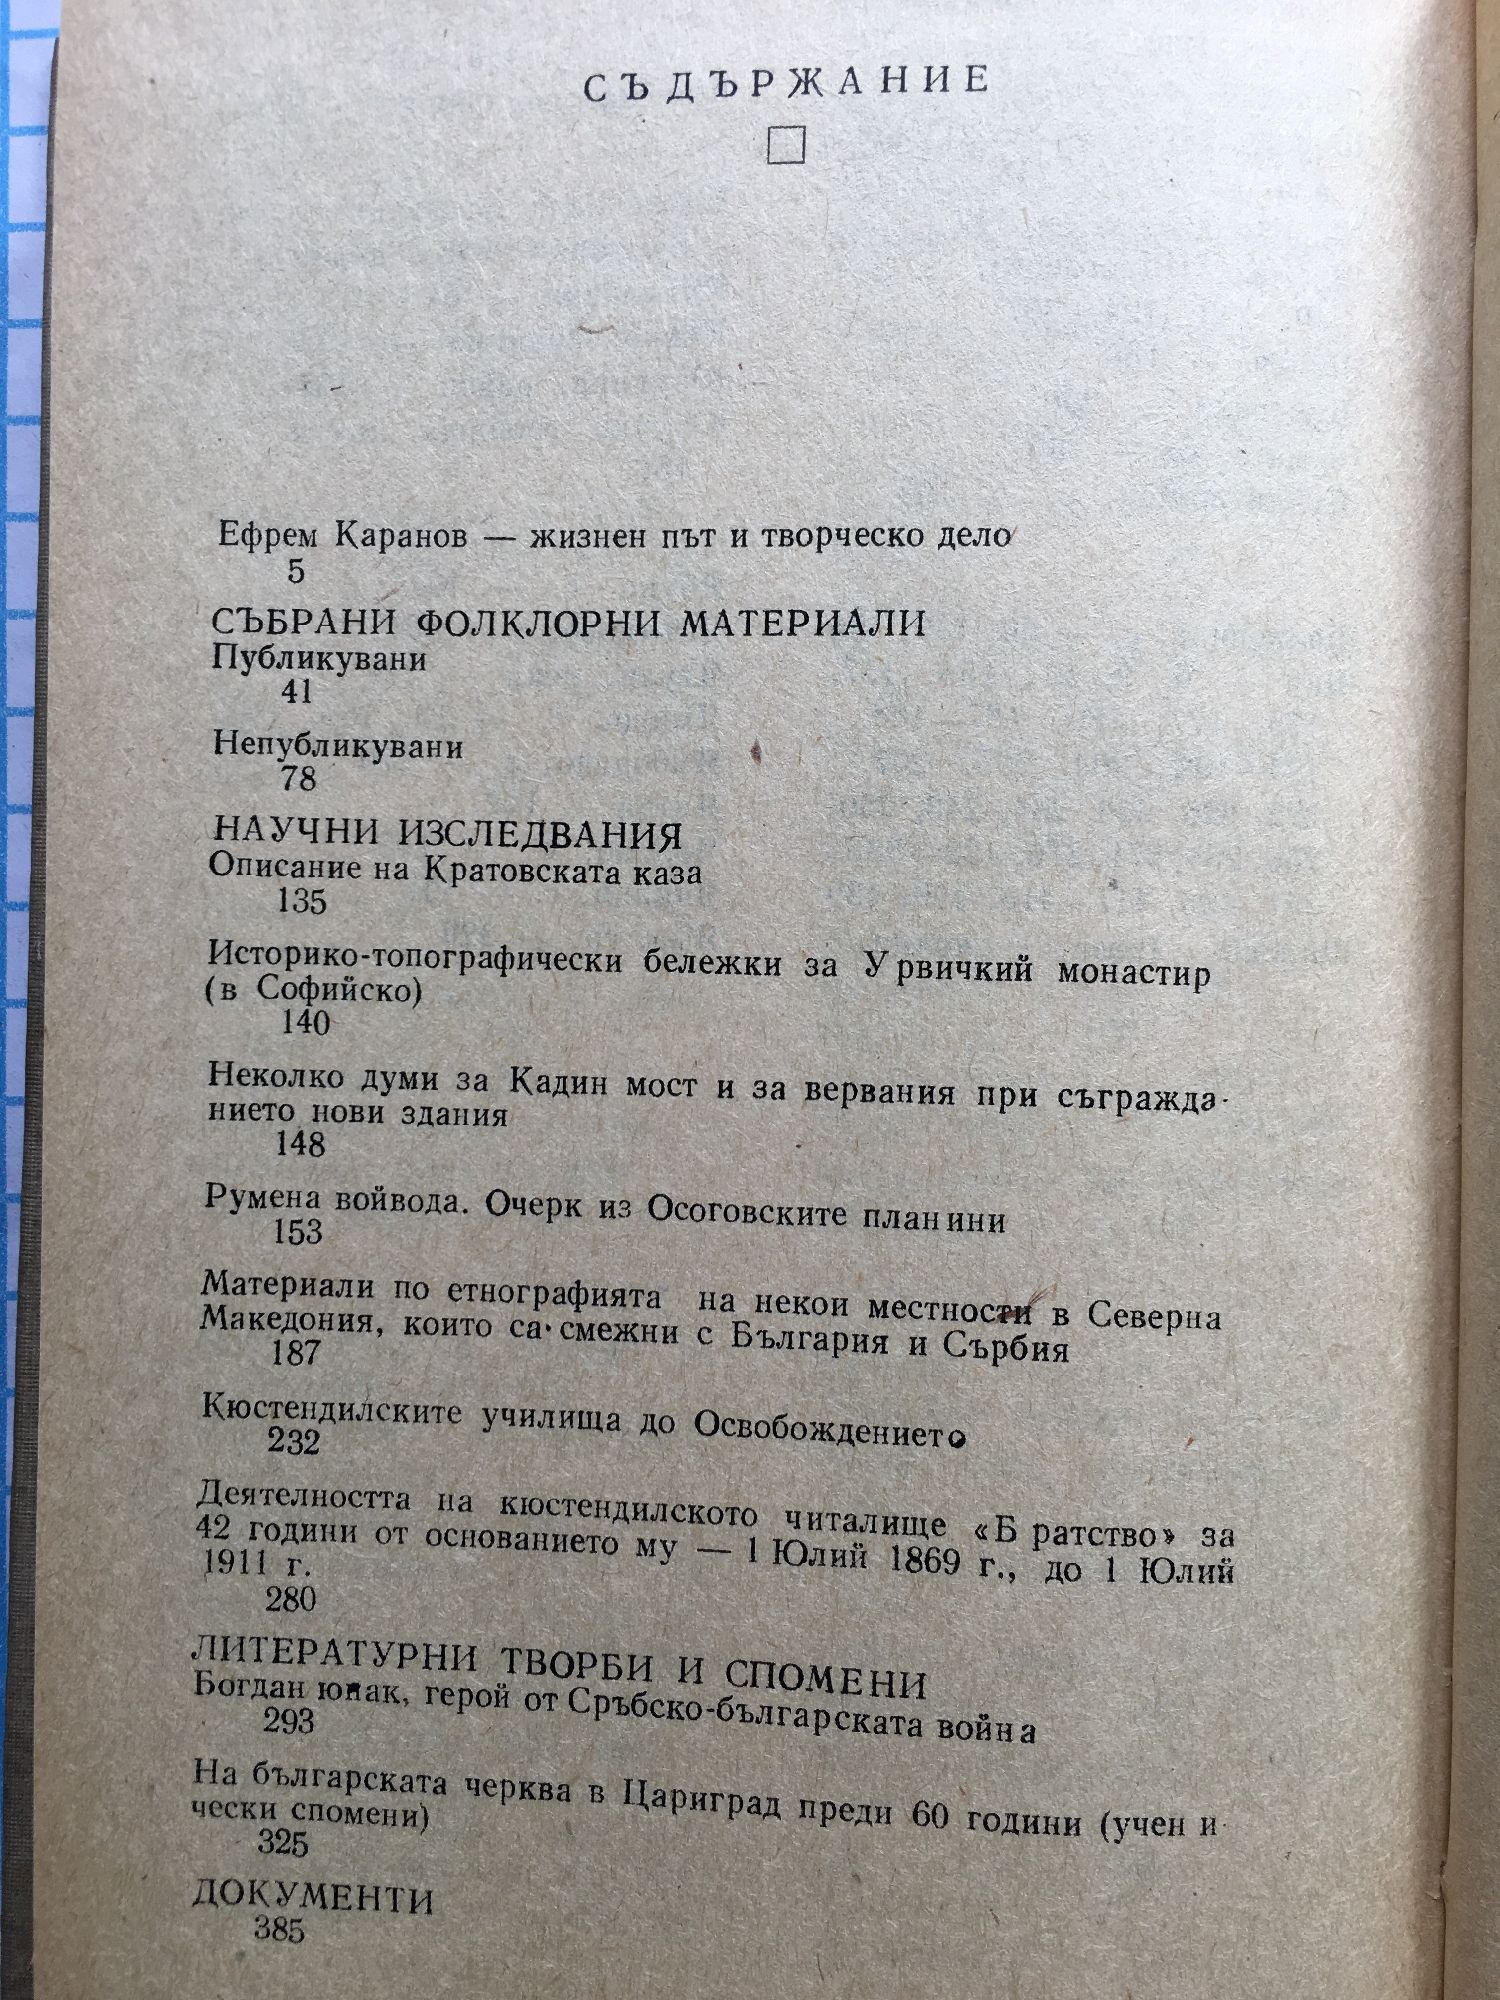 СЪДЪРЖАНИЕ
Ефрем Каранов — жизнен път и творческо дело
5
СЪБРАНИ ФОЛКЛОРНИ МАТЕРИАЛИ
Публикувани
41
Непубликувани
78
НАУЧНИ ИЗСЛЕДВАНИЯ
Описание на Кратовската каза
135
Историко-топографически бележки за Урвичкий монастир
(в Софийско)
140
Неколко думи за Кадин мост и за вервания при съгражда-
нието нови здания
148
Румена войвода. Очерк из Осоговските планини
153
Материали по етнографията на некои местности в Северна
Македония, които са смежни с България и Сърбия
187
Кюстендилските училища до Освобождението
232
Деятелността на кюстендилското читалище «Братство» за
42 години от основанието му — 1 Юлий 1869 г., до 1 Юлий
1911 г.
280
ЛИТЕРАТУРНИ ТВОРБИ И СПОМЕНИ
Богдан юнак, герой от Сръбско-българската война
293
На българската черква в Цариград преди 60 години (учени-
чески спомени)
325
ДОКУМЕНТИ
385